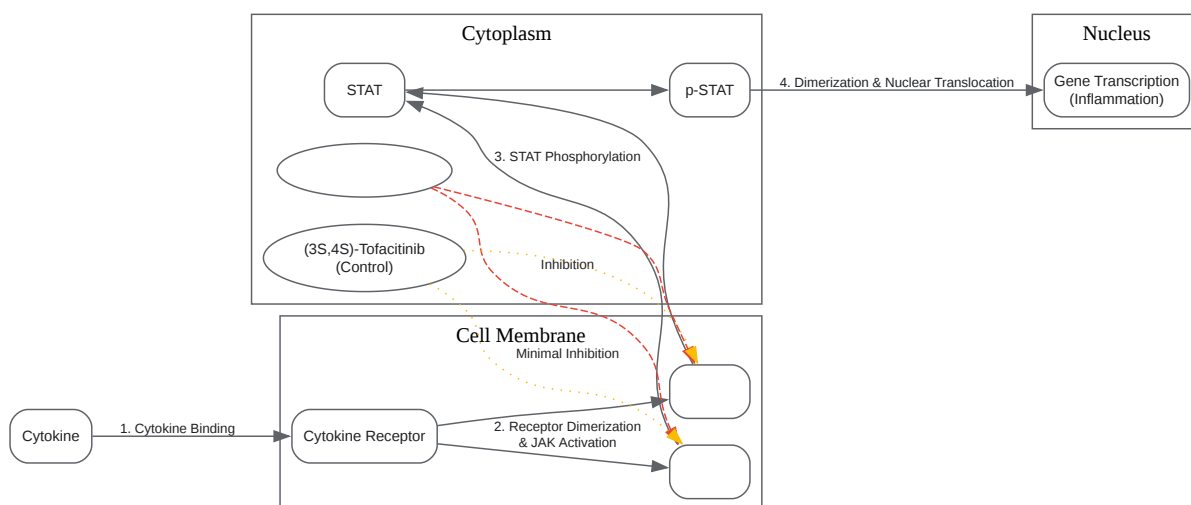 Cytoplasm
Nucleus
STAT
p-STAT
4. Dimerization & Nuclear Translocation
Gene Transcription
(Inflammation)
3. STAT Phosphorylation
(3S,4S)-Tofacitinib
(Control)
Inhibition
Cell Membrane
Minimal Inhibition
Cytokine
1. Cytokine Binding
Cytokine Receptor
2. Receptor Dimerization
& JAK Activation